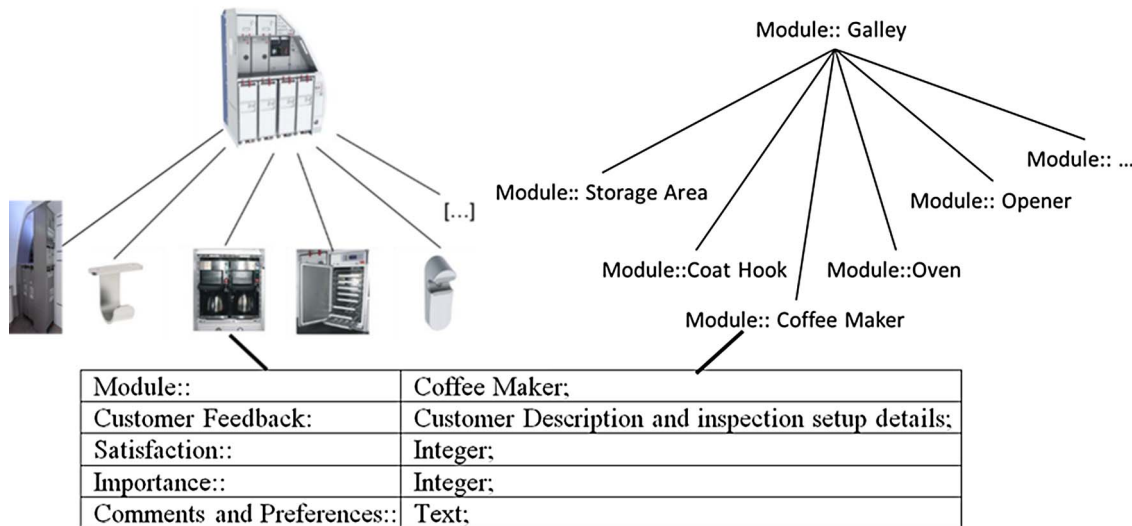 Module:: Galley
Module:: ...
[...]
Module:: Storage Area
Module:: Opener
Module::Coat Hook
Module::Oven
Module:: Coffee Maker
Module:: Coffee Maker;
Customer Feedback: Customer Description and inspection setup details;
Satisfaction:: Integer;
Importance:: Integer;
Comments and Preferences:: Text;